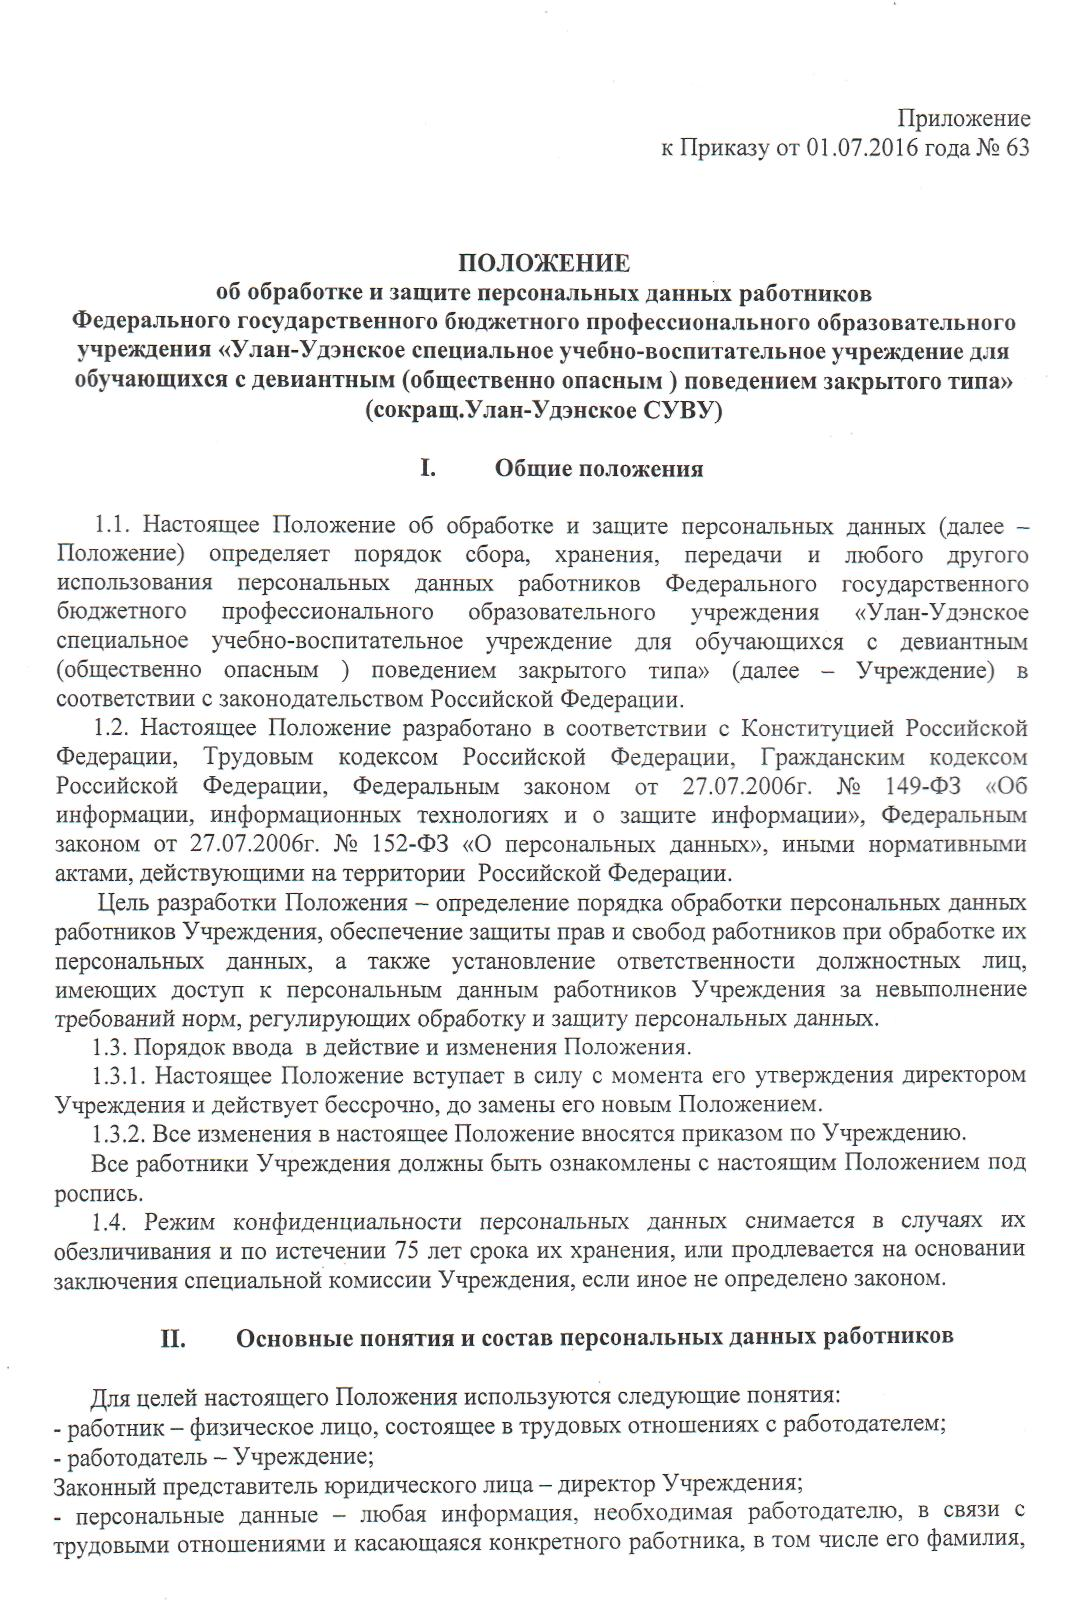 Приложение
к Приказу от 01.07.2016 года № 63
ПОЛОЖЕНИЕ
об обработке и защите персональных данных работников
Федерального государственного бюджетного профессионального образовательного
учреждения «Улан-Удэнское специальное учебно-воспитательное учреждение для
обучающихся с девиантным (общественно опасным ) поведением закрытого типа»
(сокращ.Улан-Удэнское СУВУ)
I. Общие положения
1.1. Настоящее Положение об обработке и защите персональных данных (далее –
Положение) определяет порядок сбора, хранения, передачи и любого другого
использования персональных данных работников Федерального государственного
бюджетного профессионального образовательного учреждения «Улан-Удэнское
специальное учебно-воспитательное учреждение для обучающихся с девиантным
(общественно опасным ) поведением закрытого типа» (далее – Учреждение) в
соответствии с законодательством Российской Федерации.
1.2. Настоящее Положение разработано в соответствии с Конституцией Российской
Федерации, Трудовым кодексом Российской Федерации, Гражданским кодексом
Российской Федерации, Федеральным законом от 27.07.2006г. № 149-ФЗ «Об
информации, информационных технологиях и о защите информации», Федеральным
законом от 27.07.2006г. № 152-ФЗ «О персональных данных», иными нормативными
актами, действующими на территории Российской Федерации.
Цель разработки Положения – определение порядка обработки персональных данных
работников Учреждения, обеспечение защиты прав и свобод работников при обработке их
персональных данных, а также установление ответственности должностных лиц,
имеющих доступ к персональным данным работников Учреждения за невыполнение
требований норм, регулирующих обработку и защиту персональных данных.
1.3. Порядок ввода в действие и изменения Положения.
1.3.1. Настоящее Положение вступает в силу с момента его утверждения директором
Учреждения и действует бессрочно, до замены его новым Положением.
1.3.2. Все изменения в настоящее Положение вносятся приказом по Учреждению.
Все работники Учреждения должны быть ознакомлены с настоящим Положением под
роспись.
1.4. Режим конфиденциальности персональных данных снимается в случаях их
обезличивания и по истечении 75 лет срока их хранения, или продлевается на основании
заключения специальной комиссии Учреждения, если иное не определено законом.
II. Основные понятия и состав персональных данных работников
Для целей настоящего Положения используются следующие понятия:
- работник – физическое лицо, состоящее в трудовых отношениях с работодателем;
- работодатель – Учреждение;
Законный представитель юридического лица – директор Учреждения;
- персональные данные – любая информация, необходимая работодателю, в связи с
трудовыми отношениями и касающаяся конкретного работника, в том числе его фамилия,